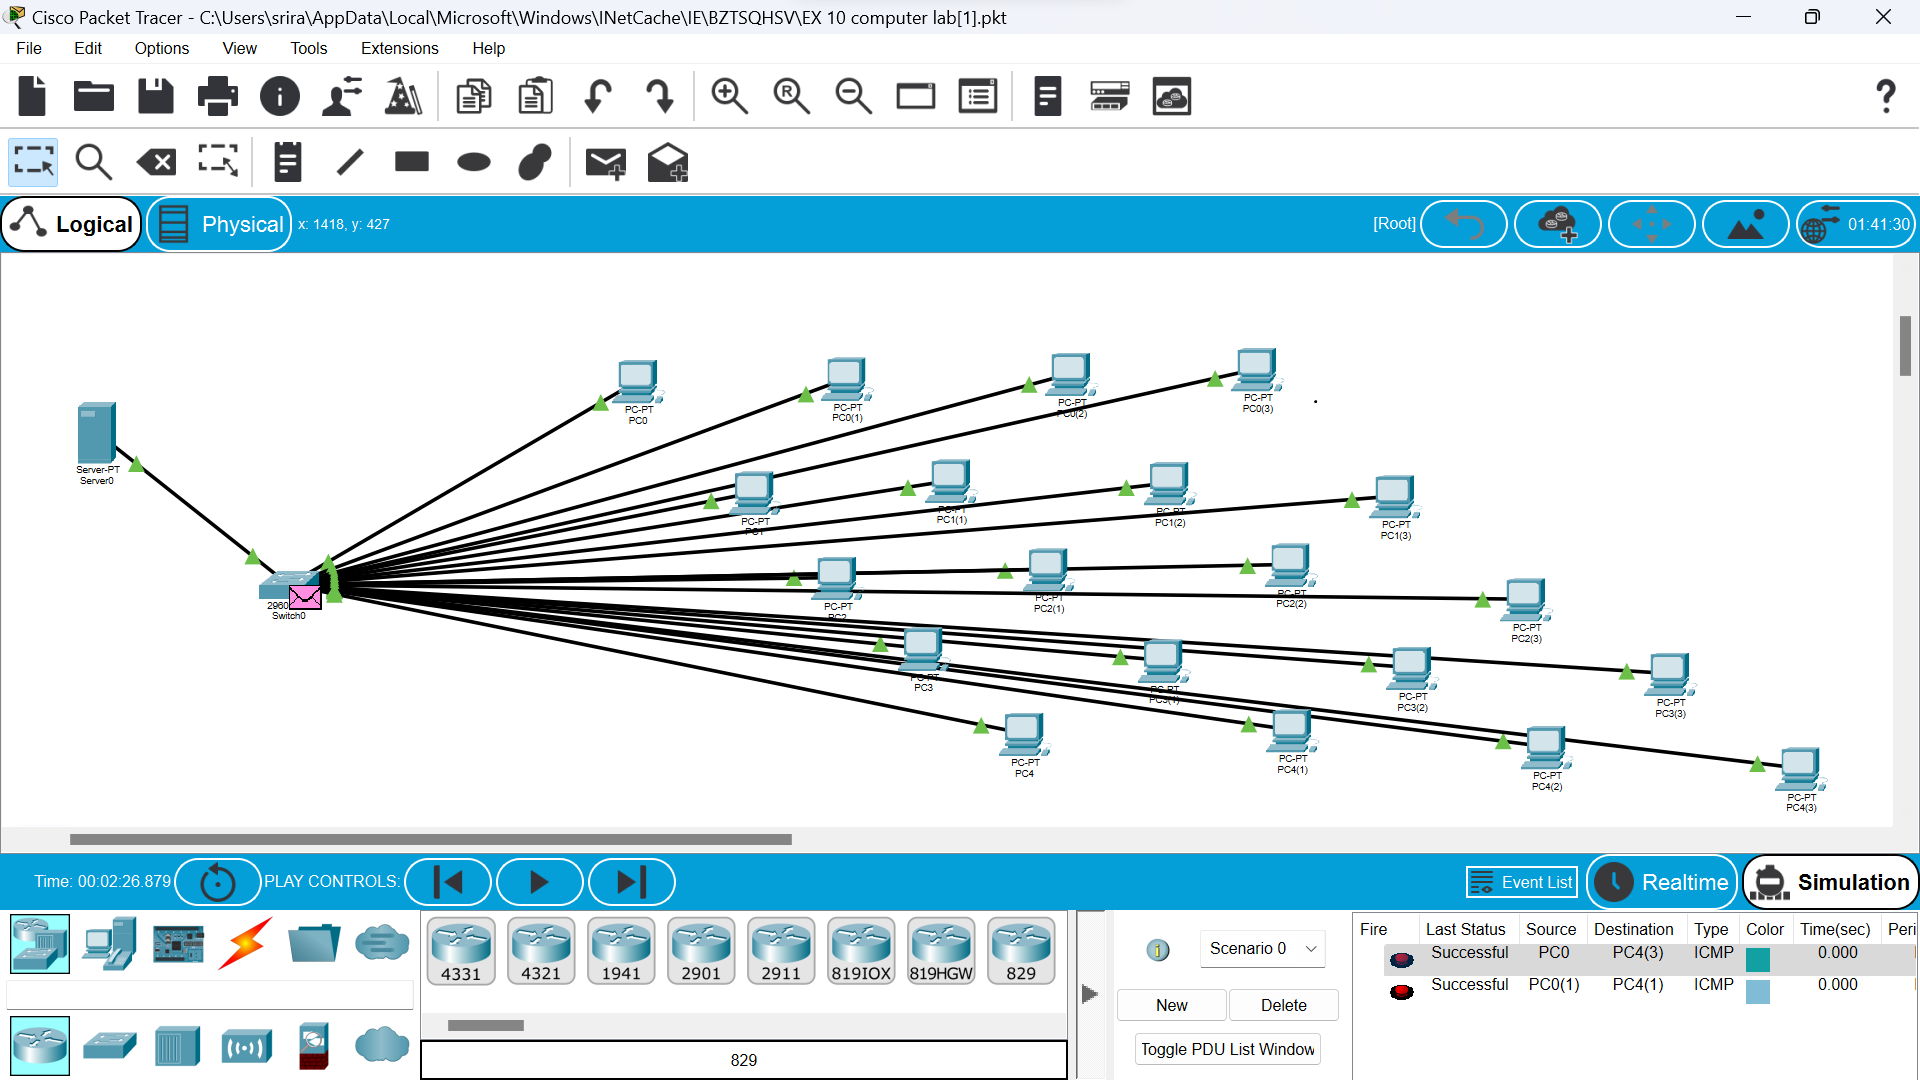 Cisco Packet Tracer - C:\Users\srira\AppData\Local\Microsoft\Windows\INetCache\IE\BZTSQHSV\EX 10 computer lab[1].pkt
File Edit Options View Tools Extensions Help
Logical Physical x: 1418, y: 427 [Root] 01:41:30
PC-PT
PC0
PC-PT
PC0(1)
PC-PT
PC0(2)
PC-PT
PC0(3)
Server-PT
Server0
PC-PT
PC1
PC-PT
PC1(1)
PC-PT
PC1(2)
PC-PT
PC1(3)
2960
Switch0
PC-PT
PC2
PC-PT
PC2(1)
PC-PT
PC2(2)
PC-PT
PC2(3)
PC-PT
PC3
PC-PT
PC3(1)
PC-PT
PC3(2)
PC-PT
PC3(3)
PC-PT
PC4
PC-PT
PC4(1)
PC-PT
PC4(2)
PC-PT
PC4(3)
Time: 00:02:26.879 PLAY CONTROLS: Event List Realtime Simulation
4331 4321 1941 2901 2911 819IOX 819HGW 829
829
Scenario 0
New Delete
Toggle PDU List Window
Fire Last Status Source Destination Type Color Time(sec) Peri
Successful PC0 PC4(3) ICMP 0.000
Successful PC0(1) PC4(1) ICMP 0.000